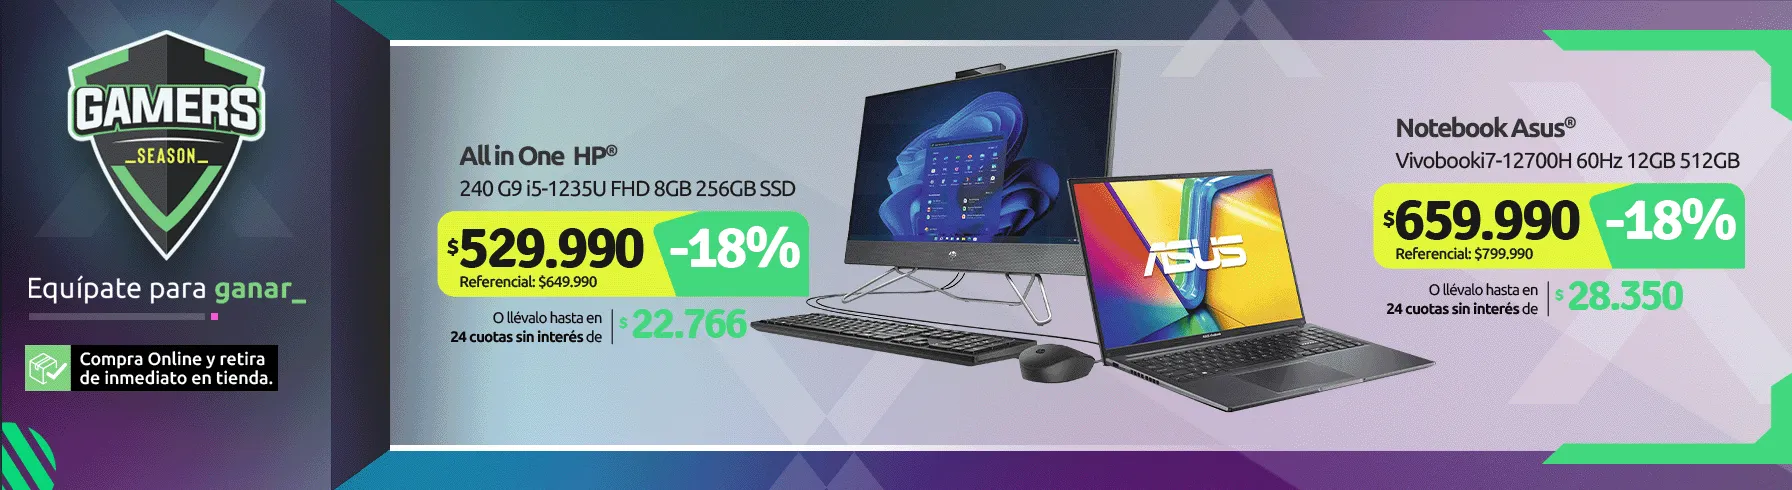 GAMERS
_SEASON_
Equípate para ganar_
Compra Online y retira
de inmediato en tienda.
All in One HP®
240 G9 i5-1235U FHD 8GB 256GB SSD
$529.990 -18%
Referencial: $649.990
O llévalo hasta en
24 cuotas sin interés de
$22.766
ASUS
Notebook Asus®
Vivobooki7-12700H 60Hz 12GB 512GB
$659.990 -18%
Referencial: $799.990
O llévalo hasta en
24 cuotas sin interés de
$28.350